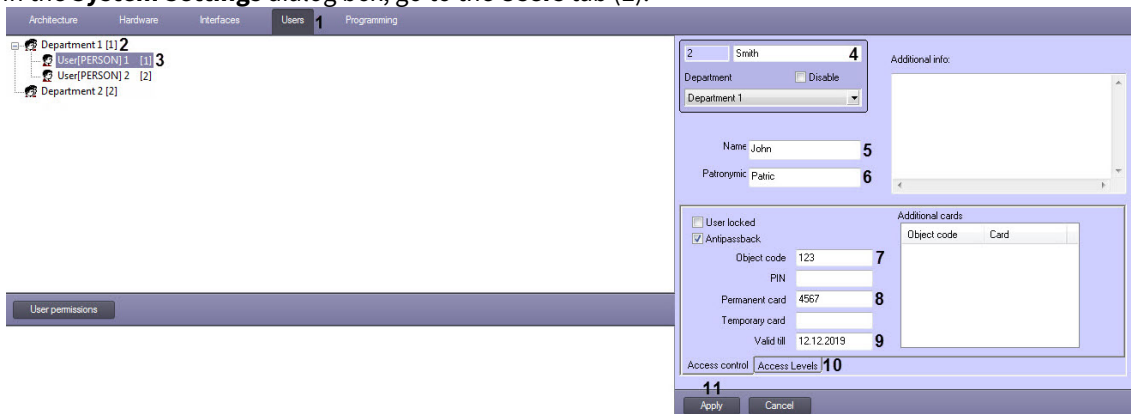 In the System Settings dialog box, go to the Users tab (1).
Architecture Hardware Interfaces Users 1 Programming
Department 1 [1] 2
User[PERSON] 1 [1] 3
User[PERSON] 2 [2]
Department 2 [2]
User permissions
2 Smith 4
Department Disable
Department 1
Name John 5
Patronymic Patric 6
Additional info:
User locked
Antipassback
Object code 123 7
PIN
Permanent card 4567 8
Temporary card
Valid till 12.12.2019 9
Additional cards
Object code Card
Access control Access Levels 10
11
Apply Cancel